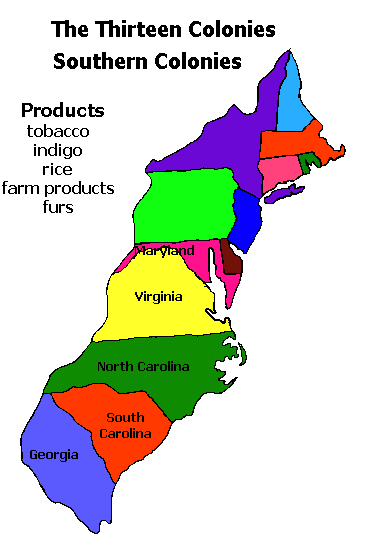 The Thirteen Colonies
Southern Colonies
Products
tobacco
indigo
rice
farm products
furs
Maryland
Virginia
North Carolina
South
Carolina
Georgia